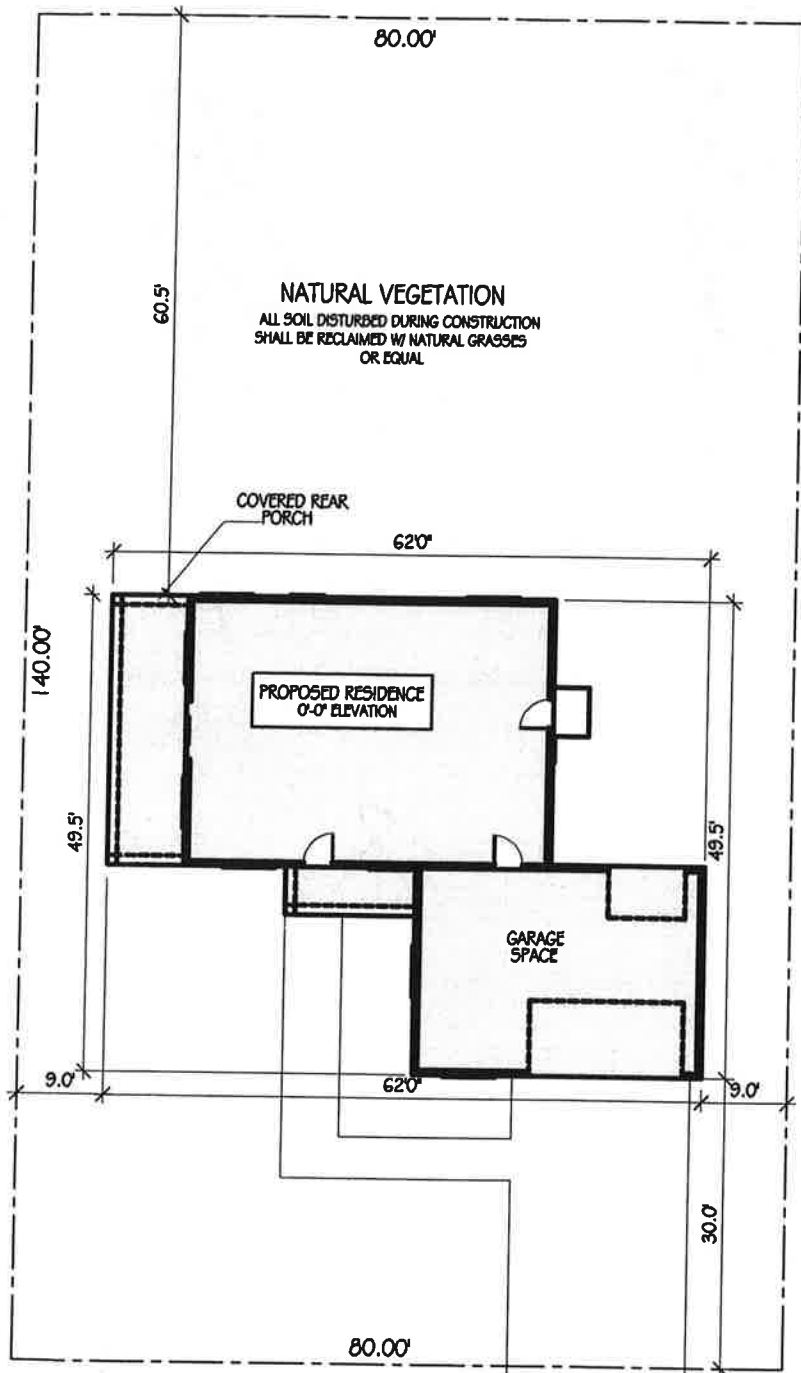 80.00'
60.5'
NATURAL VEGETATION
ALL SOIL DISTURBED DURING CONSTRUCTION
SHALL BE RECLAIMED W/ NATURAL GRASSES
OR EQUAL
COVERED REAR
PORCH
62'0"
140.00'
PROPOSED RESIDENCE
0'-0" ELEVATION
49.5'
49.5'
GARAGE
SPACE
9.0'
62'0"
9.0'
30.0'
80.00'